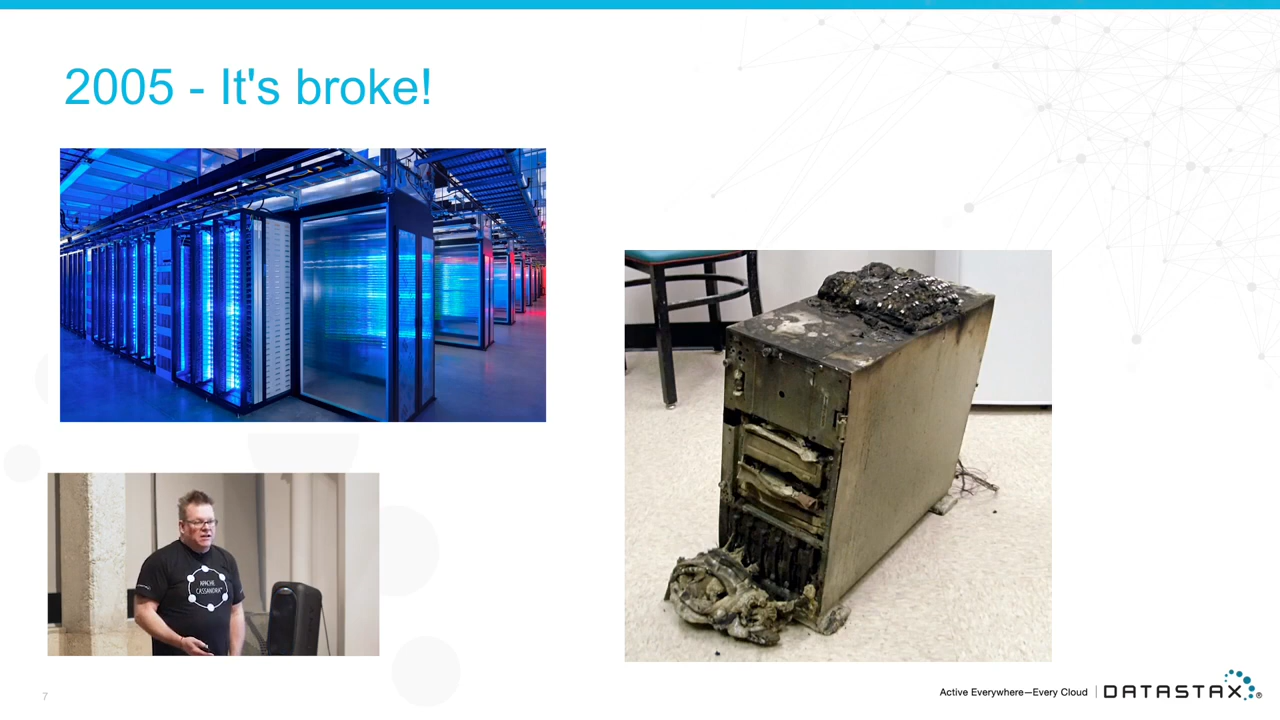 2005 - It's broke!
APACHE
CASSANDRA
7
Active Everywhere—Every Cloud
DATASTAX®